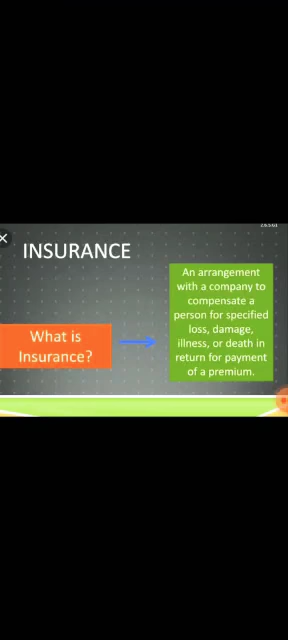 INSURANCE
What is
Insurance?
An arrangement
with a company to
compensate a
person for specified
loss, damage,
illness, or death in
return for payment
of a premium.